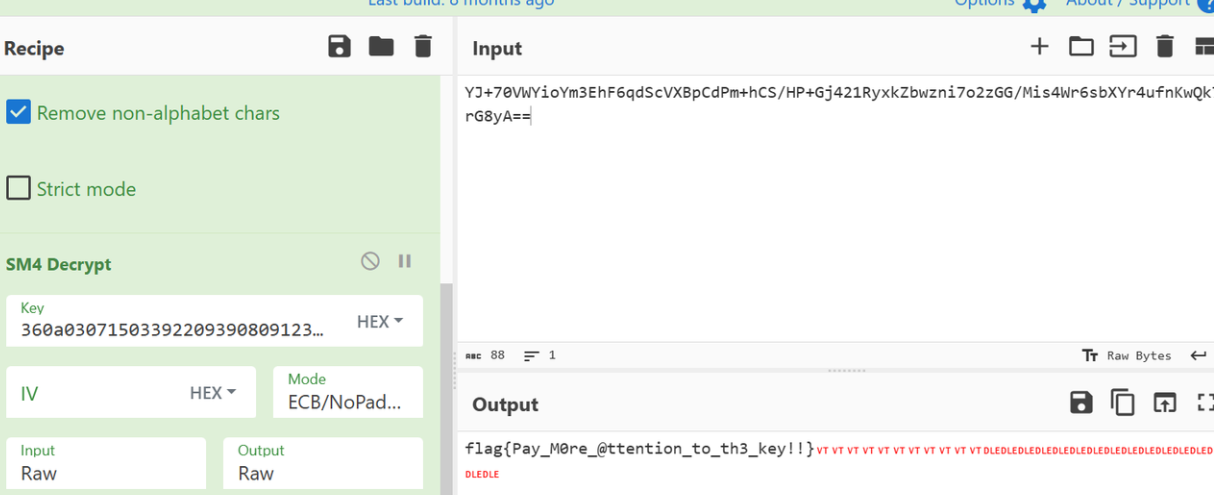 Last build: 8 months ago
Options
About / Support
Recipe
Input
Remove non-alphabet chars
YJ+70VWYioYm3EhF6qdScVXBpCdPm+hCS/HP+Gj421RyxkZbwzni7o2zGG/Mis4Wr6sbXYr4ufnKwQk
rG8yA==
Strict mode
SM4 Decrypt
Key
360a03071503392209390809123…
HEX
ABC 88
1
Tт Raw Bytes
IV
HEX
Mode
ECB/NoPad...
Output
Input
Raw
Output
Raw
flag{Pay_M0re_@ttention_to_th3_key!!}VT VT VT VT VT VT VT VT VT VT VT DLEDLEDLEDLEDLEDLEDLEDLEDLEDLEDLEDLEDLED
DLEDLE